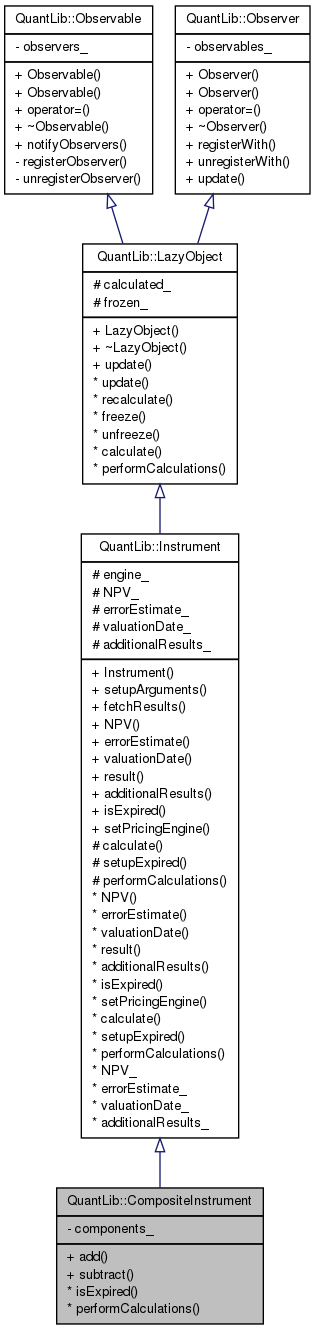 QuantLib::Observable
- observers_
+ Observable()
+ Observable()
+ operator=()
+ ~Observable()
+ notifyObservers()
- registerObserver()
- unregisterObserver()
QuantLib::Observer
- observables_
+ Observer()
+ Observer()
+ operator=()
+ ~Observer()
+ registerWith()
+ unregisterWith()
+ update()
QuantLib::LazyObject
# calculated_
# frozen_
+ LazyObject()
+ ~LazyObject()
+ update()
* update()
* recalculate()
* freeze()
* unfreeze()
* calculate()
* performCalculations()
QuantLib::Instrument
# engine_
# NPV_
# errorEstimate_
# valuationDate_
# additionalResults_
+ Instrument()
+ setupArguments()
+ fetchResults()
+ NPV()
+ errorEstimate()
+ valuationDate()
+ result()
+ additionalResults()
+ isExpired()
+ setPricingEngine()
# calculate()
# setupExpired()
# performCalculations()
* NPV()
* errorEstimate()
* valuationDate()
* result()
* additionalResults()
* isExpired()
* setPricingEngine()
* calculate()
* setupExpired()
* performCalculations()
* NPV_
* errorEstimate_
* valuationDate_
* additionalResults_
QuantLib::CompositeInstrument
- components_
+ add()
+ subtract()
* isExpired()
* performCalculations()